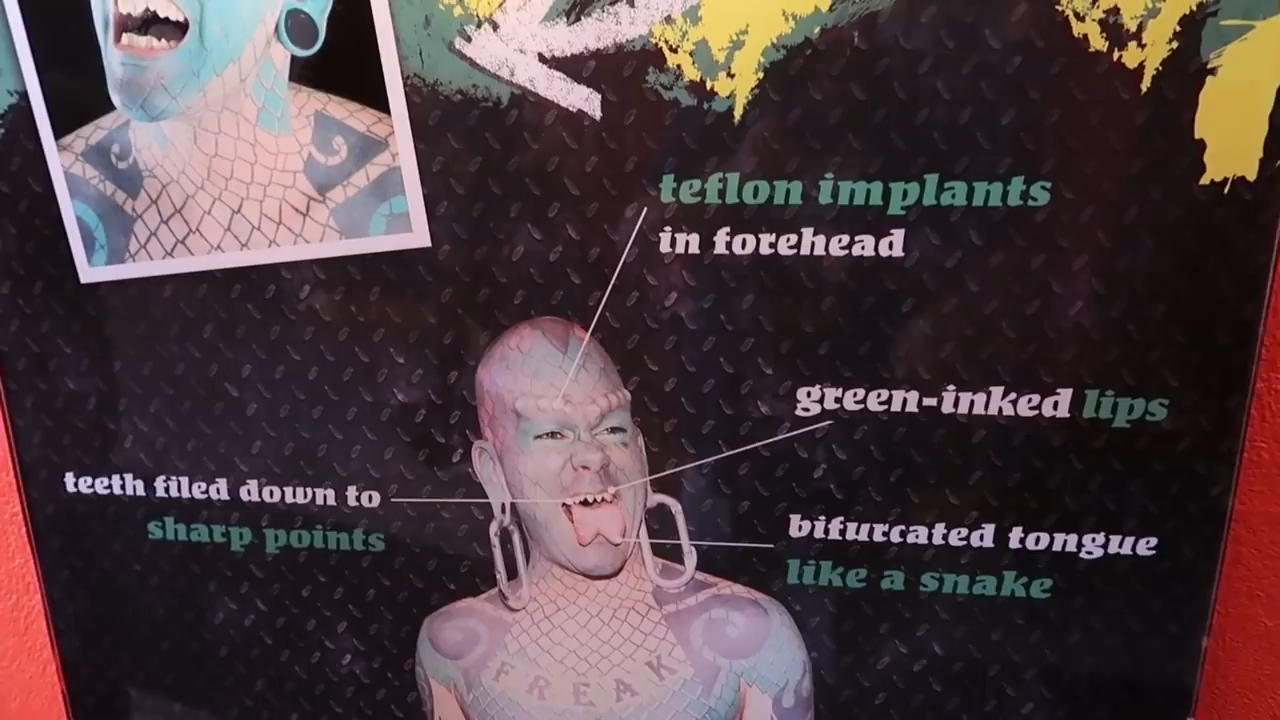 teflon implants
in forehead
green-inked lips
teeth filed down to
sharp points
bifurcated tongue
like a snake
FREAK